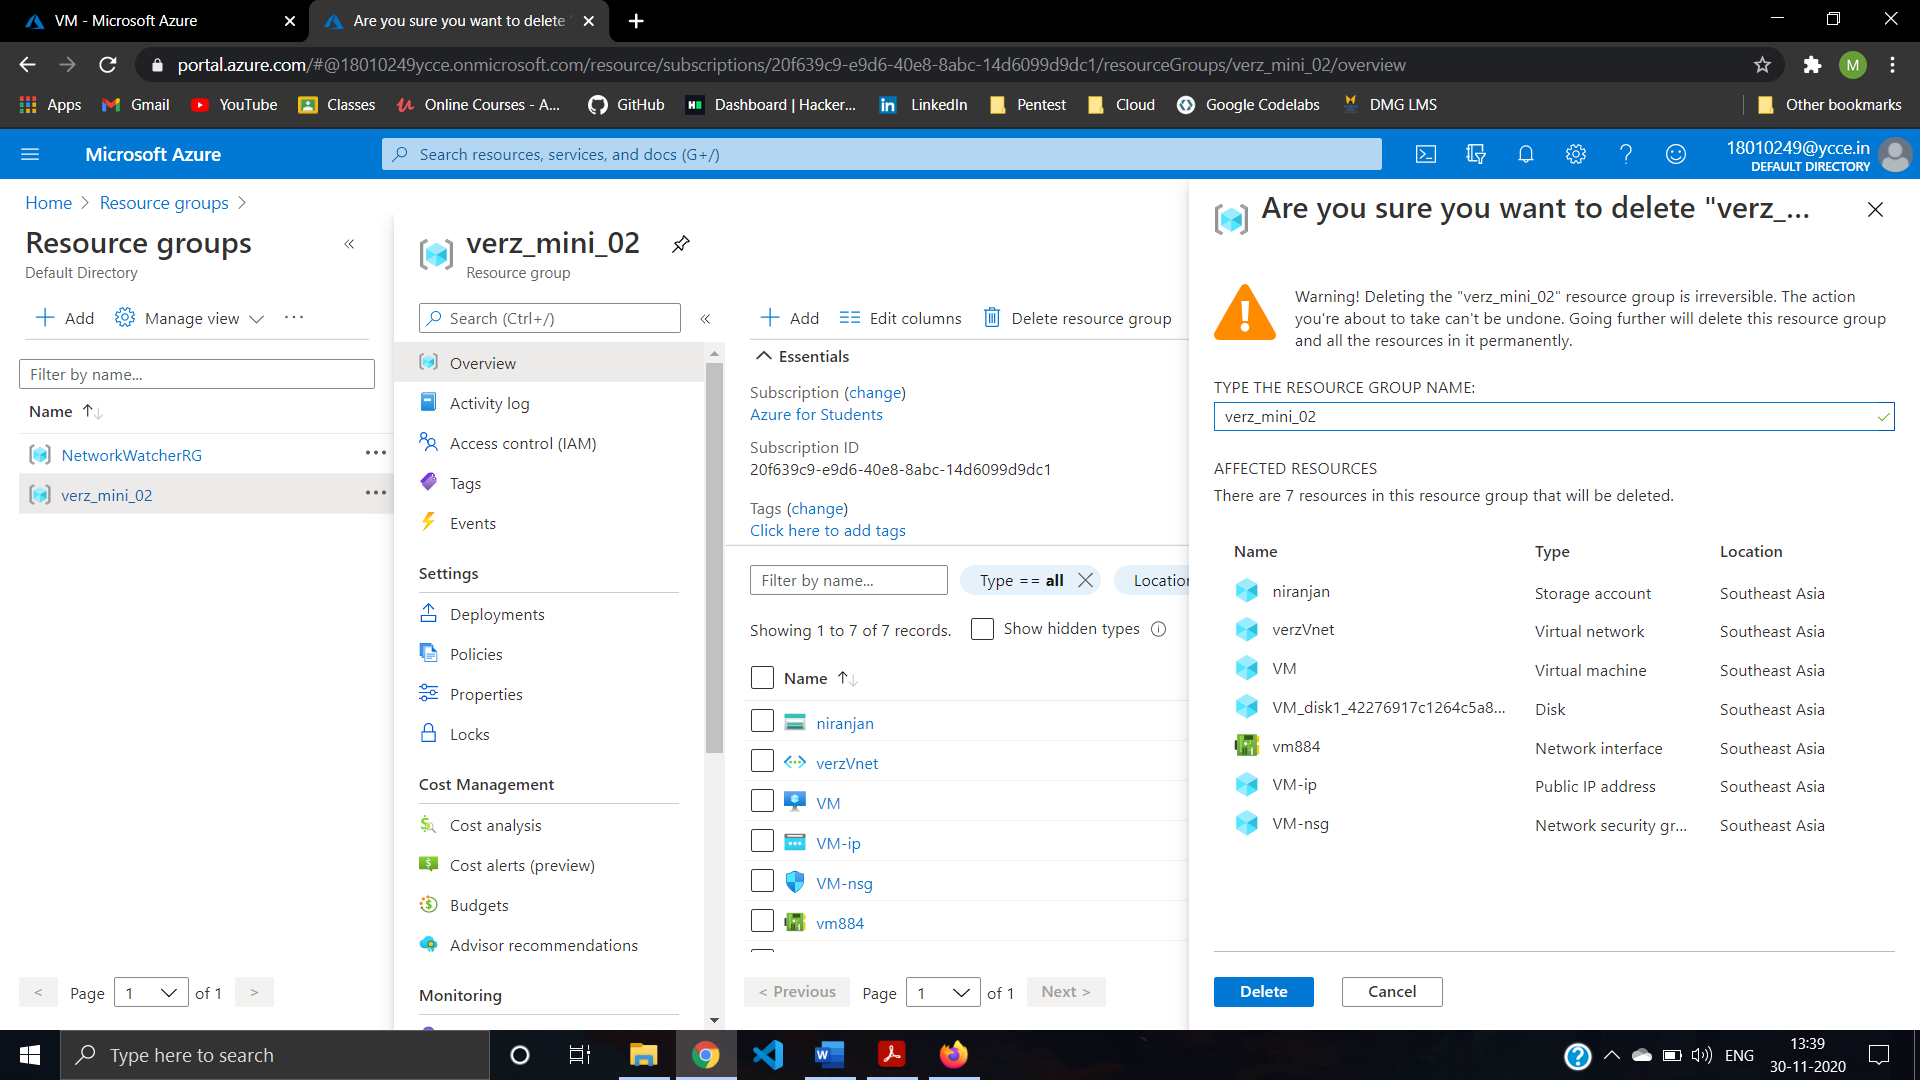 VM - Microsoft Azure
Are you sure you want to delete "
portal.azure.com/#@18010249ycce.onmicrosoft.com/resource/subscriptions/20f639c9-e9d6-40e8-8abc-14d6099d9dc1/resourceGroups/verz_mini_02/overview
M
Apps
Gmail
YouTube
Classes
Online Courses - A...
GitHub
Dashboard | Hacker...
LinkedIn
Pentest
Cloud
Google Codelabs
DMG LMS
Other bookmarks
Microsoft Azure
Search resources, services, and docs (G+/)
18010249@ycce.in
DEFAULT DIRECTORY
Home > Resource groups >
Resource groups
Default Directory
Add
Manage view
Filter by name...
Name
NetworkWatcherRG
verz_mini_02
< Page 1 of 1 >
verz_mini_02
Resource group
Search (Ctrl+/)
Overview
Activity log
Access control (IAM)
Tags
Events
Settings
Deployments
Policies
Properties
Locks
Cost Management
Cost analysis
Cost alerts (preview)
Budgets
Advisor recommendations
Monitoring
Add
Edit columns
Delete resource group
Essentials
Subscription (change)
Azure for Students
Subscription ID
20f639c9-e9d6-40e8-8abc-14d6099d9dc1
Tags (change)
Click here to add tags
Filter by name...
Type == all
Location
Showing 1 to 7 of 7 records.
Show hidden types
Name
niranjan
verzVnet
VM
VM-ip
VM-nsg
vm884
< Previous Page 1 of 1 Next >
Are you sure you want to delete "verz_...
Warning! Deleting the "verz_mini_02" resource group is irreversible. The action
you're about to take can't be undone. Going further will delete this resource group
and all the resources in it permanently.
TYPE THE RESOURCE GROUP NAME:
verz_mini_02
AFFECTED RESOURCES
There are 7 resources in this resource group that will be deleted.
Name Type Location
niranjan Storage account Southeast Asia
verzVnet Virtual network Southeast Asia
VM Virtual machine Southeast Asia
VM_disk1_42276917c1264c5a8... Disk Southeast Asia
vm884 Network interface Southeast Asia
VM-ip Public IP address Southeast Asia
VM-nsg Network security gr... Southeast Asia
Delete
Cancel
Type here to search
ENG
13:39
30-11-2020